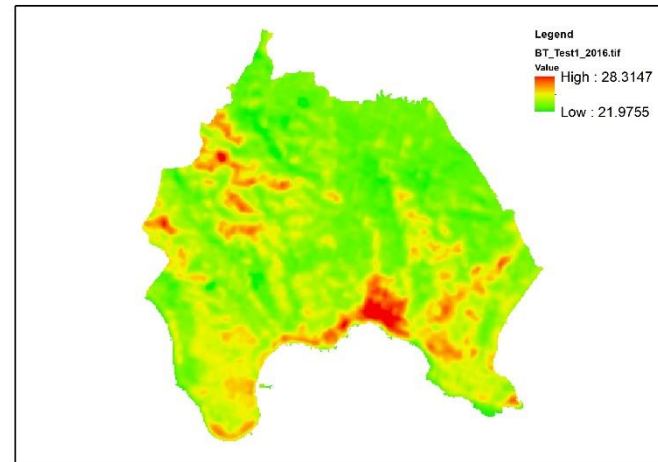 Legend
BT_Test1_2016.tif
Value
High : 28.3147
Low : 21.9755